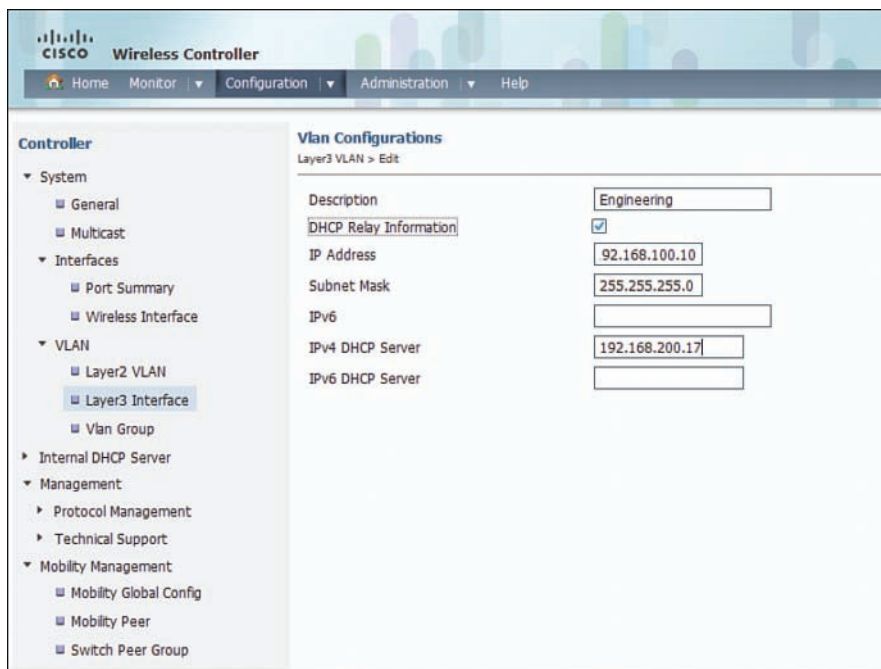 CISCO Wireless Controller
Home Monitor Configuration Administration Help
Controller
System
General
Multicast
Interfaces
Port Summary
Wireless Interface
VLAN
Layer2 VLAN
Layer3 Interface
Vlan Group
Internal DHCP Server
Management
Protocol Management
Technical Support
Mobility Management
Mobility Global Config
Mobility Peer
Switch Peer Group
Vlan Configurations
Layer3 VLAN > Edit
Description Engineering
DHCP Relay Information
IP Address 92.168.100.10
Subnet Mask 255.255.255.0
IPv6
IPv4 DHCP Server 192.168.200.17
IPv6 DHCP Server